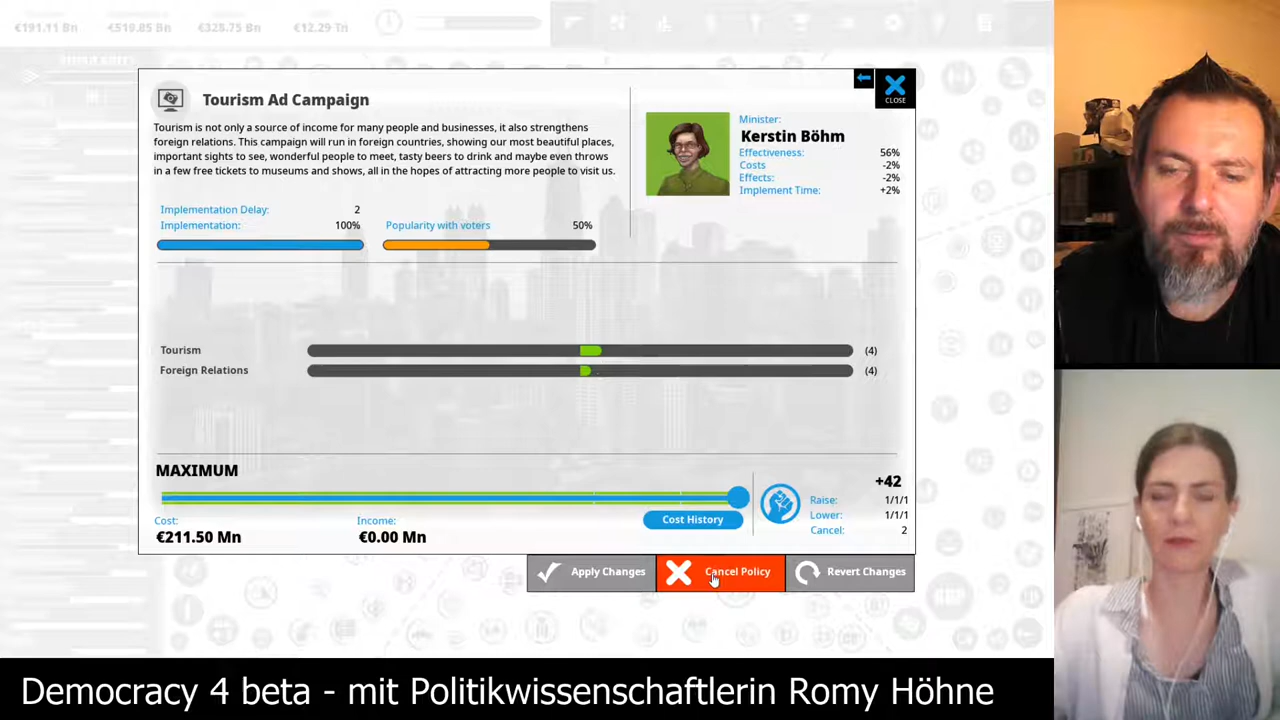 €191.11 Bn €510.85 Bn €328.75 Bn €12.29 Tn
Tourism Ad Campaign
Tourism is not only a source of income for many people and businesses, it also strengthens
foreign relations. This campaign will run in foreign countries, showing our most beautiful places,
important sights to see, wonderful people to meet, tasty beers to drink and maybe even throws
in a few free tickets to museums and shows, all in the hopes of attracting more people to visit us.
Implementation Delay: 2
Implementation: 100%
Popularity with voters 50%
CLOSE
Minister:
Kerstin Böhm
Effectiveness: 56%
Costs -2%
Effects: -2%
Implement Time: +2%
Tourism (4)
Foreign Relations (4)
MAXIMUM
Cost:
€211.50 Mn
Income:
€0.00 Mn
Cost History
+42
Raise: 1/1/1
Lower: 1/1/1
Cancel: 2
Apply Changes
Cancel Policy
Revert Changes
Democracy 4 beta - mit Politikwissenschaftlerin Romy Höhne